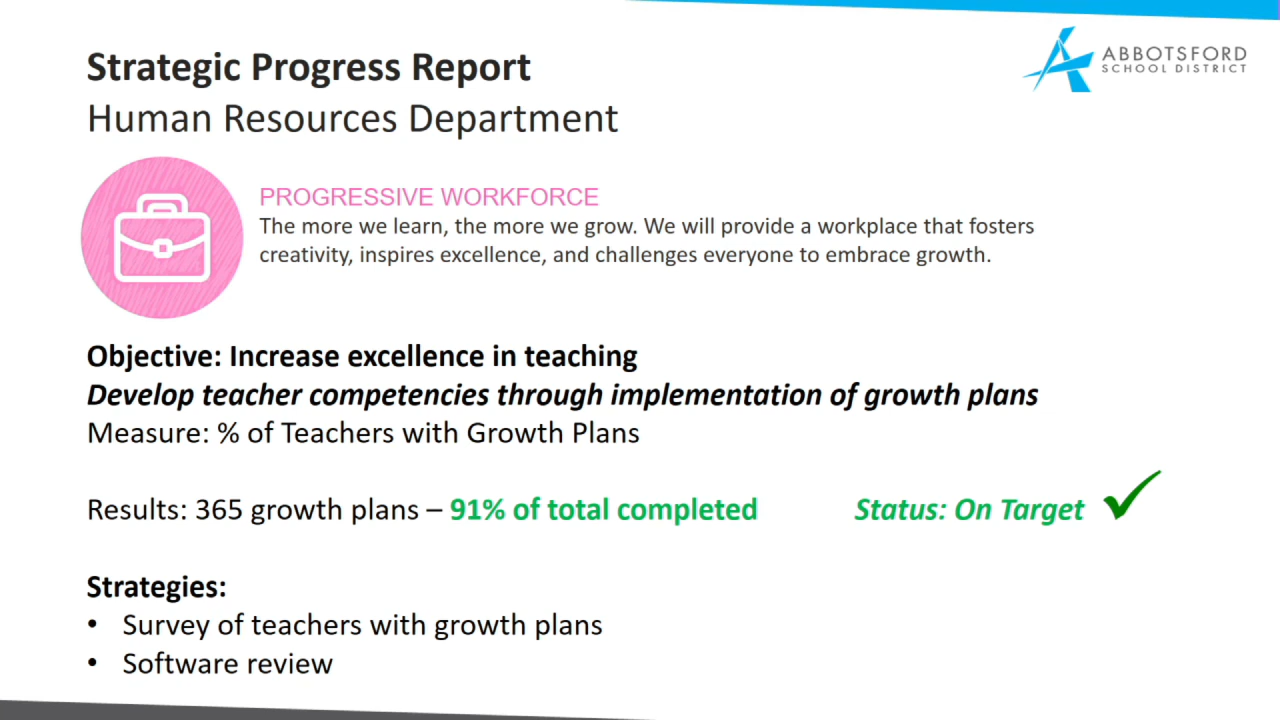 Strategic Progress Report
ABBOTSFORD
SCHOOL DISTRICT
Human Resources Department
PROGRESSIVE WORKFORCE
The more we learn, the more we grow. We will provide a workplace that fosters
creativity, inspires excellence, and challenges everyone to embrace growth.
Objective: Increase excellence in teaching
Develop teacher competencies through implementation of growth plans
Measure: % of Teachers with Growth Plans
Results: 365 growth plans – 91% of total completed Status: On Target
Strategies:
• Survey of teachers with growth plans
• Software review